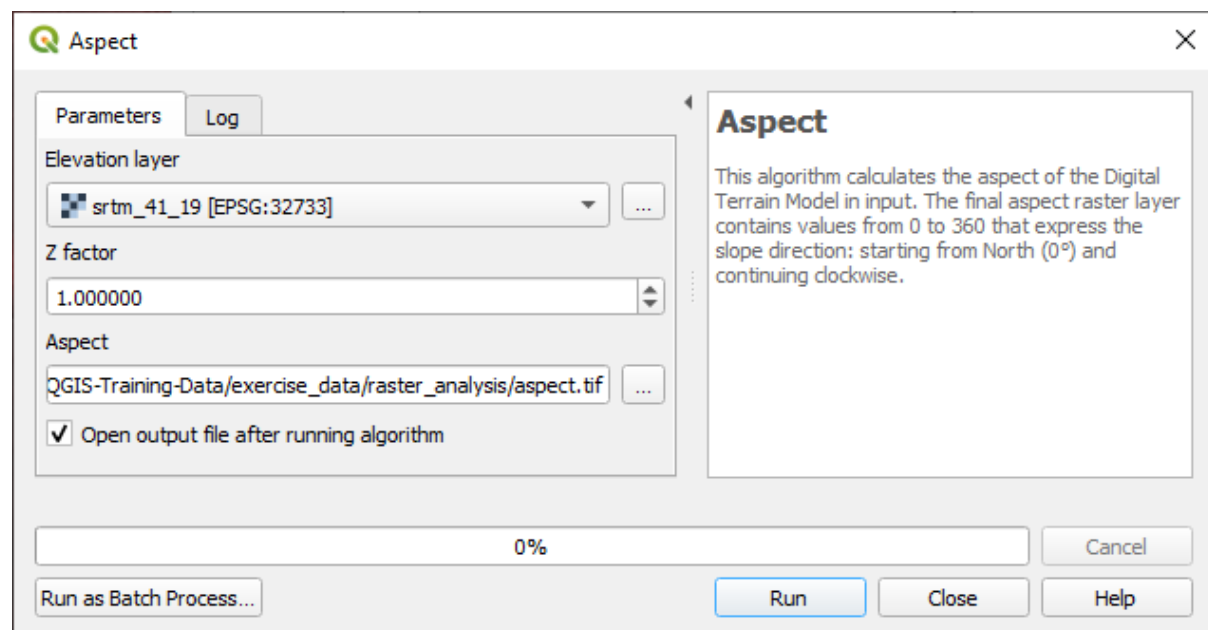 Aspect
Parameters
Log
Elevation layer
srtm_41_19 [EPSG:32733]
...
Z factor
1.000000
Aspect
QGIS-Training-Data/exercise_data/raster_analysis/aspect.tif
...
Open output file after running algorithm
Aspect
This algorithm calculates the aspect of the Digital
Terrain Model in input. The final aspect raster layer
contains values from 0 to 360 that express the
slope direction: starting from North (0°) and
continuing clockwise.
0%
Cancel
Run as Batch Process...
Run
Close
Help